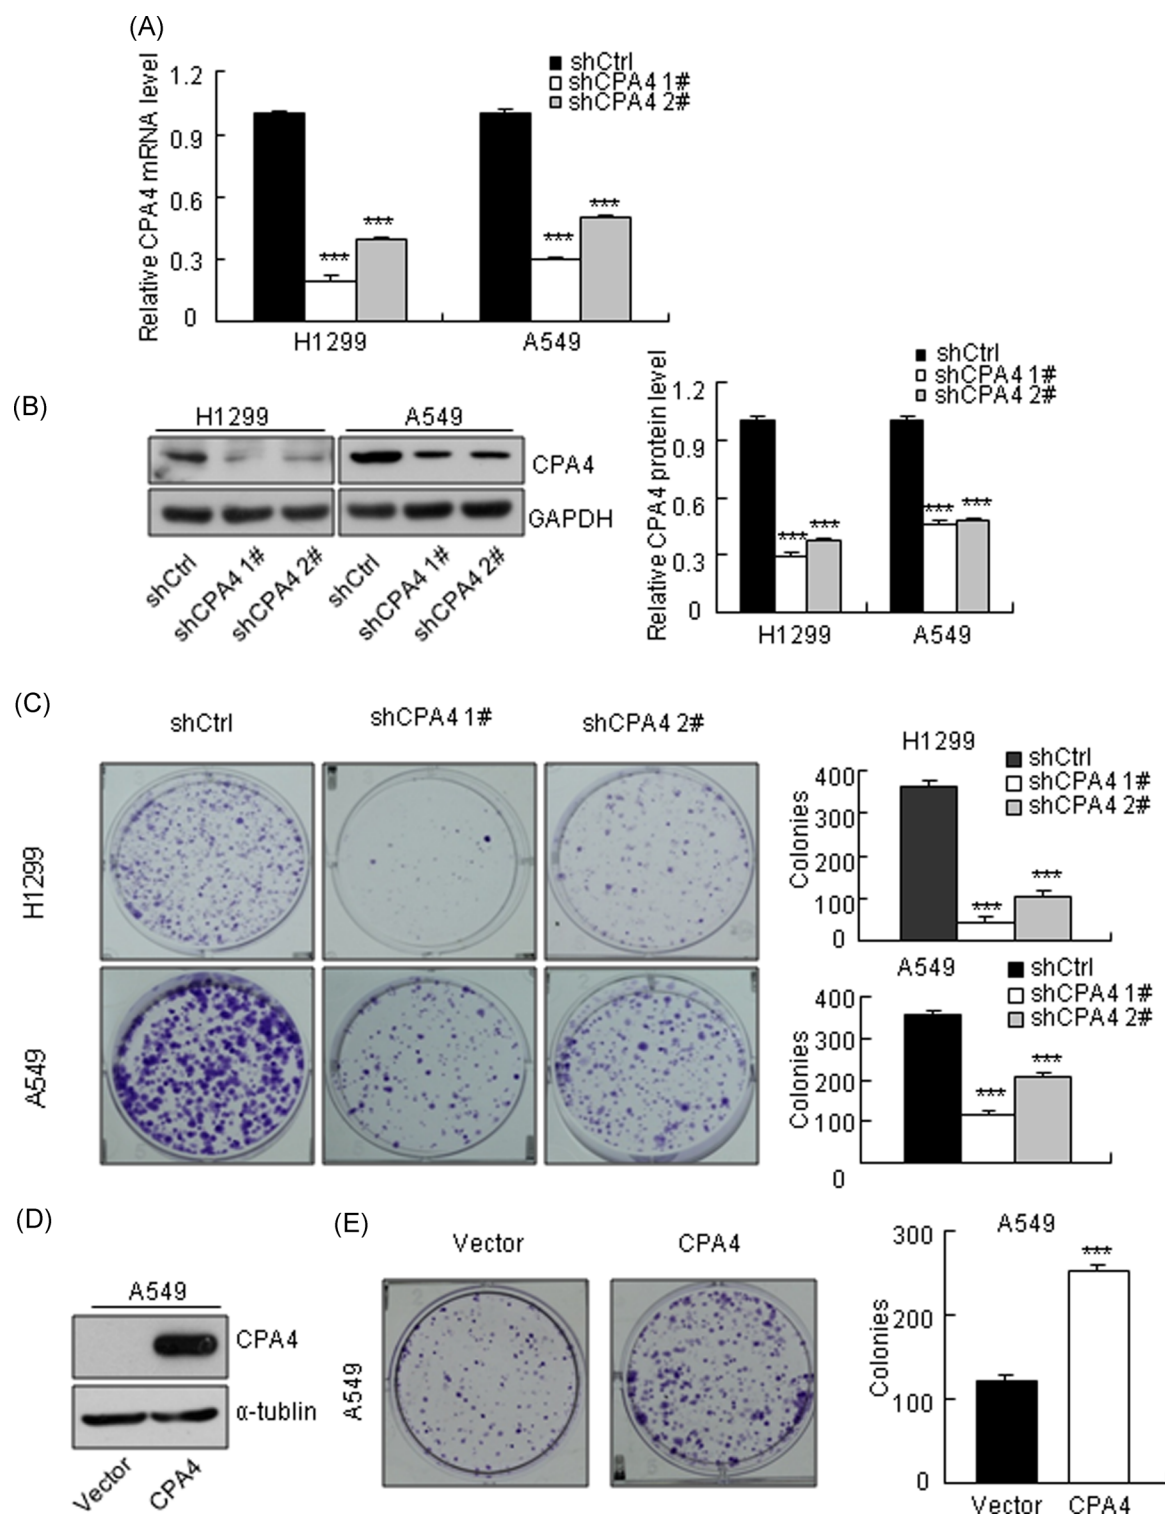 (A)
Relative CPA4 mRNA level
1.2
0.9
0.6
0.3
0
shCtrl
shCPA4 1#
shCPA4 2#
***
***
***
***
H1299
A549
(B)
H1299
A549
CPA4
GAPDH
shCtrl
shCPA4 1#
shCPA4 2#
shCtrl
shCPA4 1#
shCPA4 2#
Relative CPA4 protein level
1.2
0.9
0.6
0.3
0
shCtrl
shCPA4 1#
shCPA4 2#
***
***
***
***
H1299
A549
(C)
shCtrl
shCPA4 1#
shCPA4 2#
H1299
A549
H1299
shCtrl
shCPA4 1#
shCPA4 2#
Colonies
400
300
200
100
0
***
***
A549
shCtrl
shCPA4 1#
shCPA4 2#
Colonies
400
300
200
100
0
***
***
(D)
A549
CPA4
α-tublin
Vector
CPA4
(E)
Vector
CPA4
A549
A549
Colonies
300
200
100
0
***
Vector
CPA4